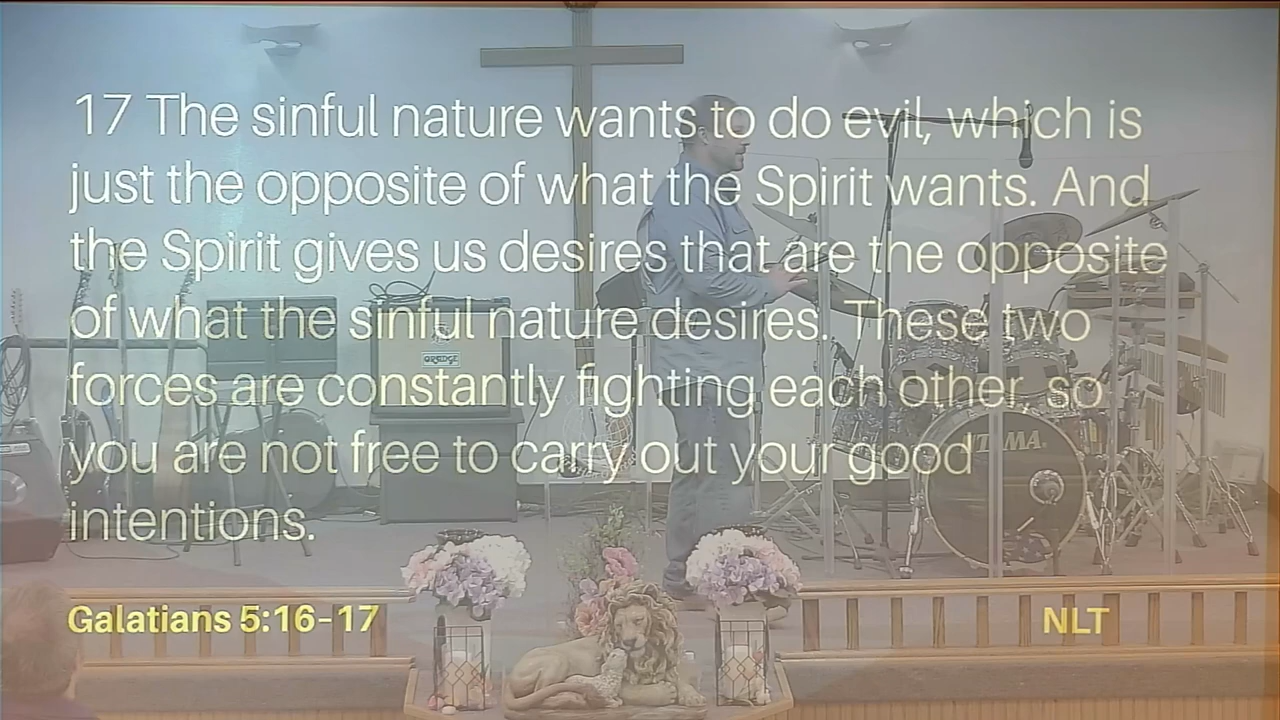 17 The sinful nature wants to do evil, which is
just the opposite of what the Spirit wants. And
the Spirit gives us desires that are the opposite
of what the sinful nature desires. These two
forces are constantly fighting each other, so
you are not free to carry out your good
intentions.
Galatians 5:16-17
NLT
ORANGE
TAMA